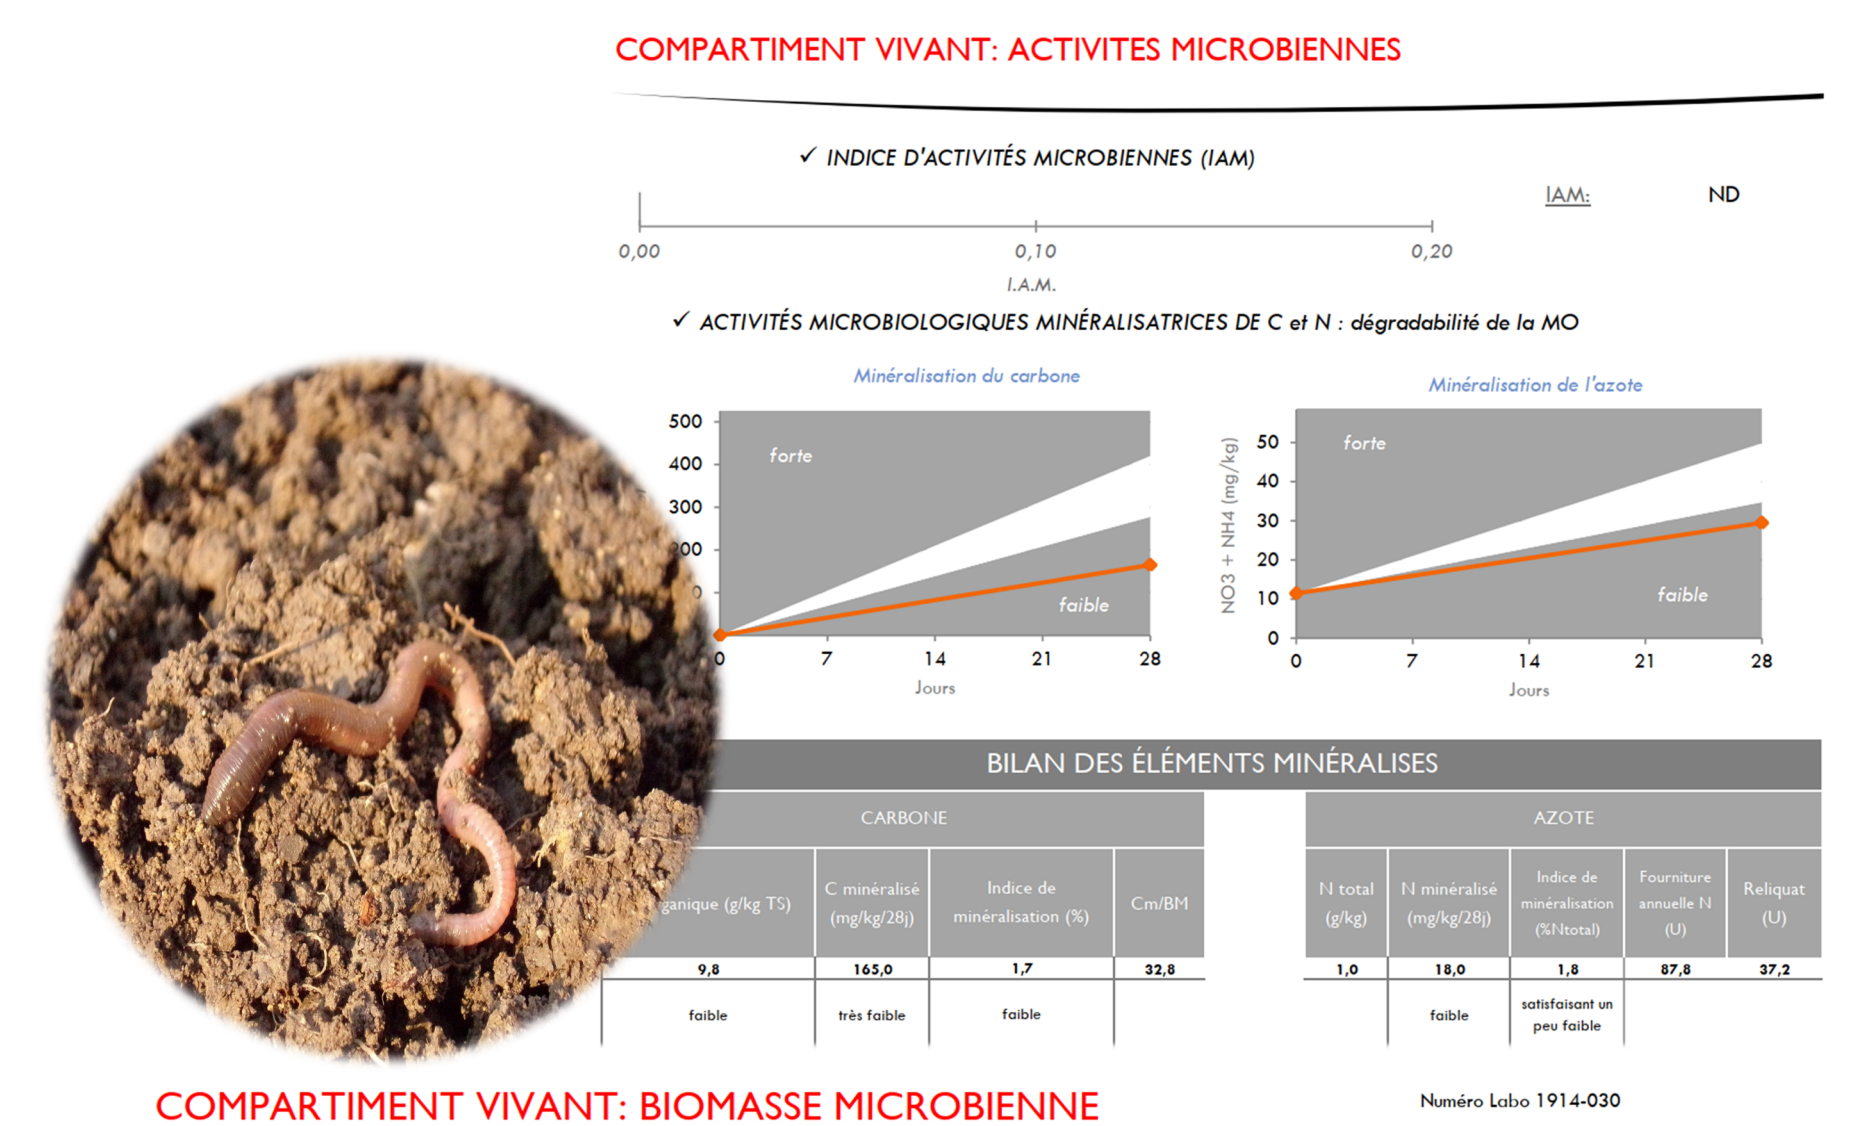 COMPARTIMENT VIVANT: ACTIVITES MICROBIENNES
✓ INDICE D'ACTIVITÉS MICROBIENNES (IAM)
IAM: ND
0,00 0,10 0,20
I.A.M.
✓ ACTIVITÉS MICROBIOLOGIQUES MINÉRALISATRICES DE C et N : dégradabilité de la MO
Minéralisation du carbone
500
400
300
200
0
forte
faible
0 7 14 21 28
Jours
Minéralisation de l'azote
NO3 + NH4 (mg/kg)
50
40
30
20
10
0
forte
faible
0 7 14 21 28
Jours
BILAN DES ÉLÉMENTS MINÉRALISES
CARBONE
ganique (g/kg TS)
C minéralisé
(mg/kg/28j)
Indice de
minéralisation (%)
Cm/BM
9,8 165,0 1,7 32,8
faible très faible faible
AZOTE
N total
(g/kg)
N minéralisé
(mg/kg/28j)
Indice de
minéralisation
(%Ntotal)
Fourniture
annuelle N
(U)
Reliquat
(U)
1,0 18,0 1,8 87,8 37,2
faible
satisfaisant un
peu faible
COMPARTIMENT VIVANT: BIOMASSE MICROBIENNE
Numéro Labo 1914-030